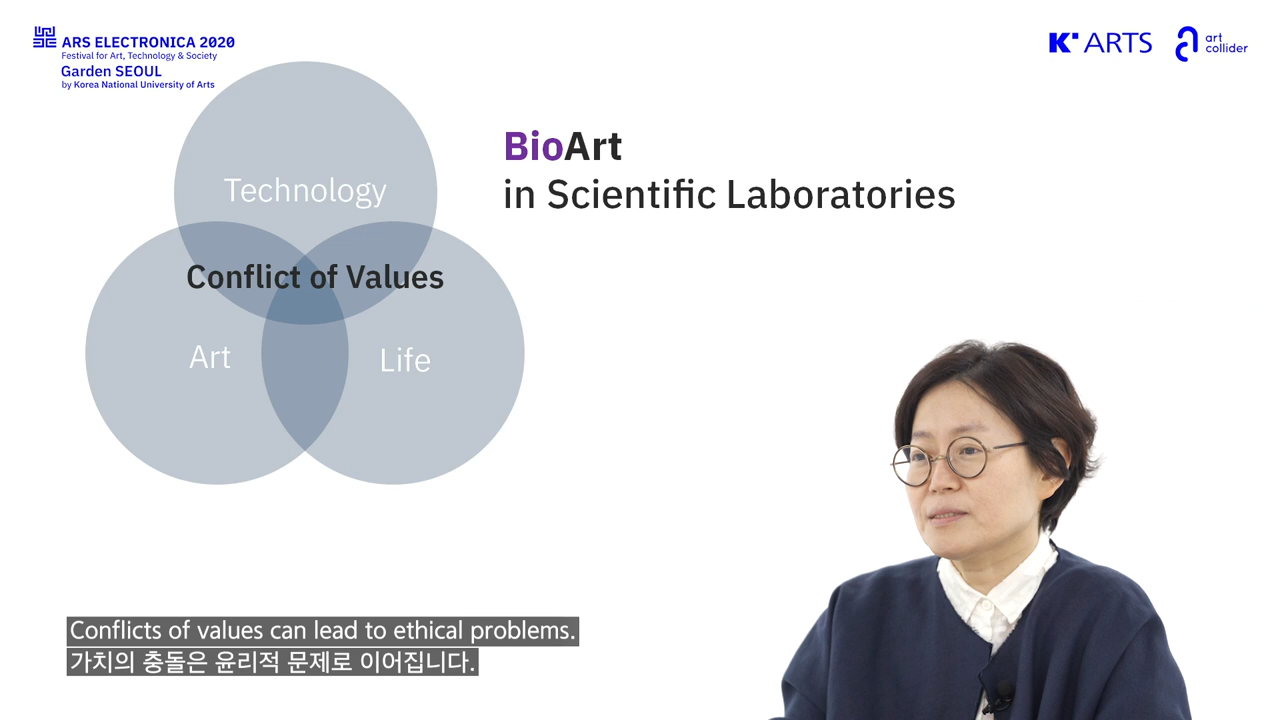 ARS ELECTRONICA 2020
Festival for Art, Technology & Society
Garden SEOUL
by Korea National University of Arts
K' ARTS
art
collider
BioArt
in Scientific Laboratories
Technology
Conflict of Values
Art
Life
Conflicts of values can lead to ethical problems.
가치의 충돌은 윤리적 문제로 이어집니다.